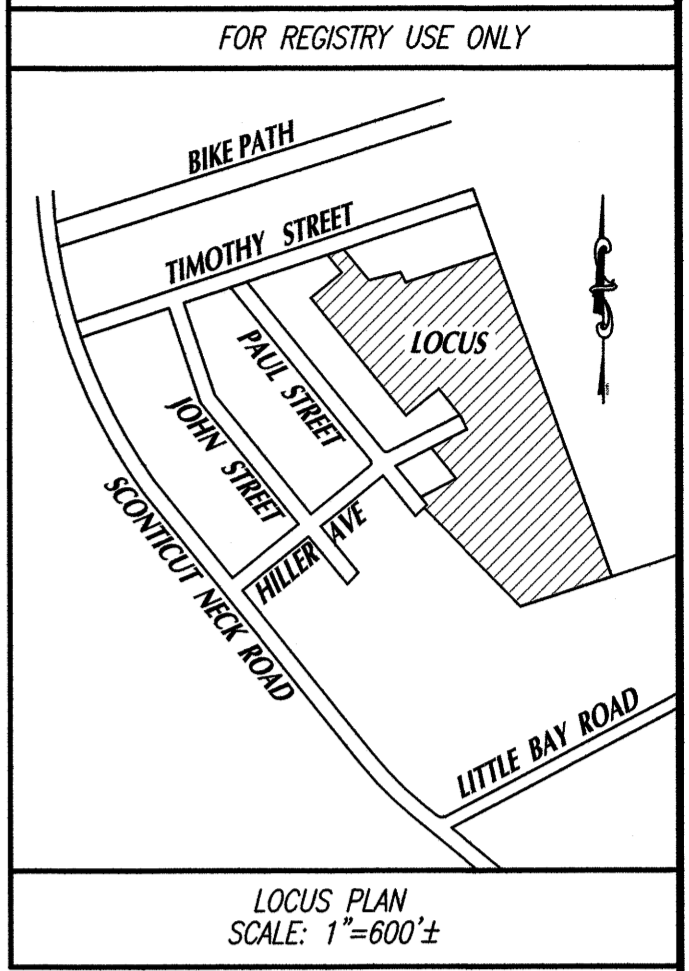 FOR REGISTRY USE ONLY
BIKE PATH
TIMOTHY STREET
LOCUS
PAUL STREET
JOHN STREET
HILLER AVE
SCONTICUT NECK ROAD
LITTLE BAY ROAD
LOCUS PLAN
SCALE: 1"=600'±